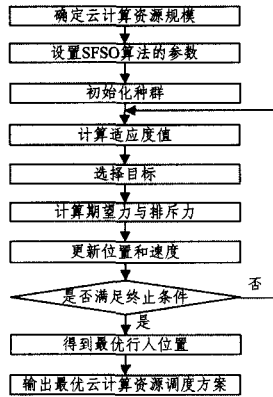 确定云计算资源规模
设置SFSO算法的参数
初始化种群
计算适应度值
选择目标
计算期望力与排斥力
更新位置和速度
否
是否满足终止条件
是
得到最优行人位置
输出最优云计算资源调度方案